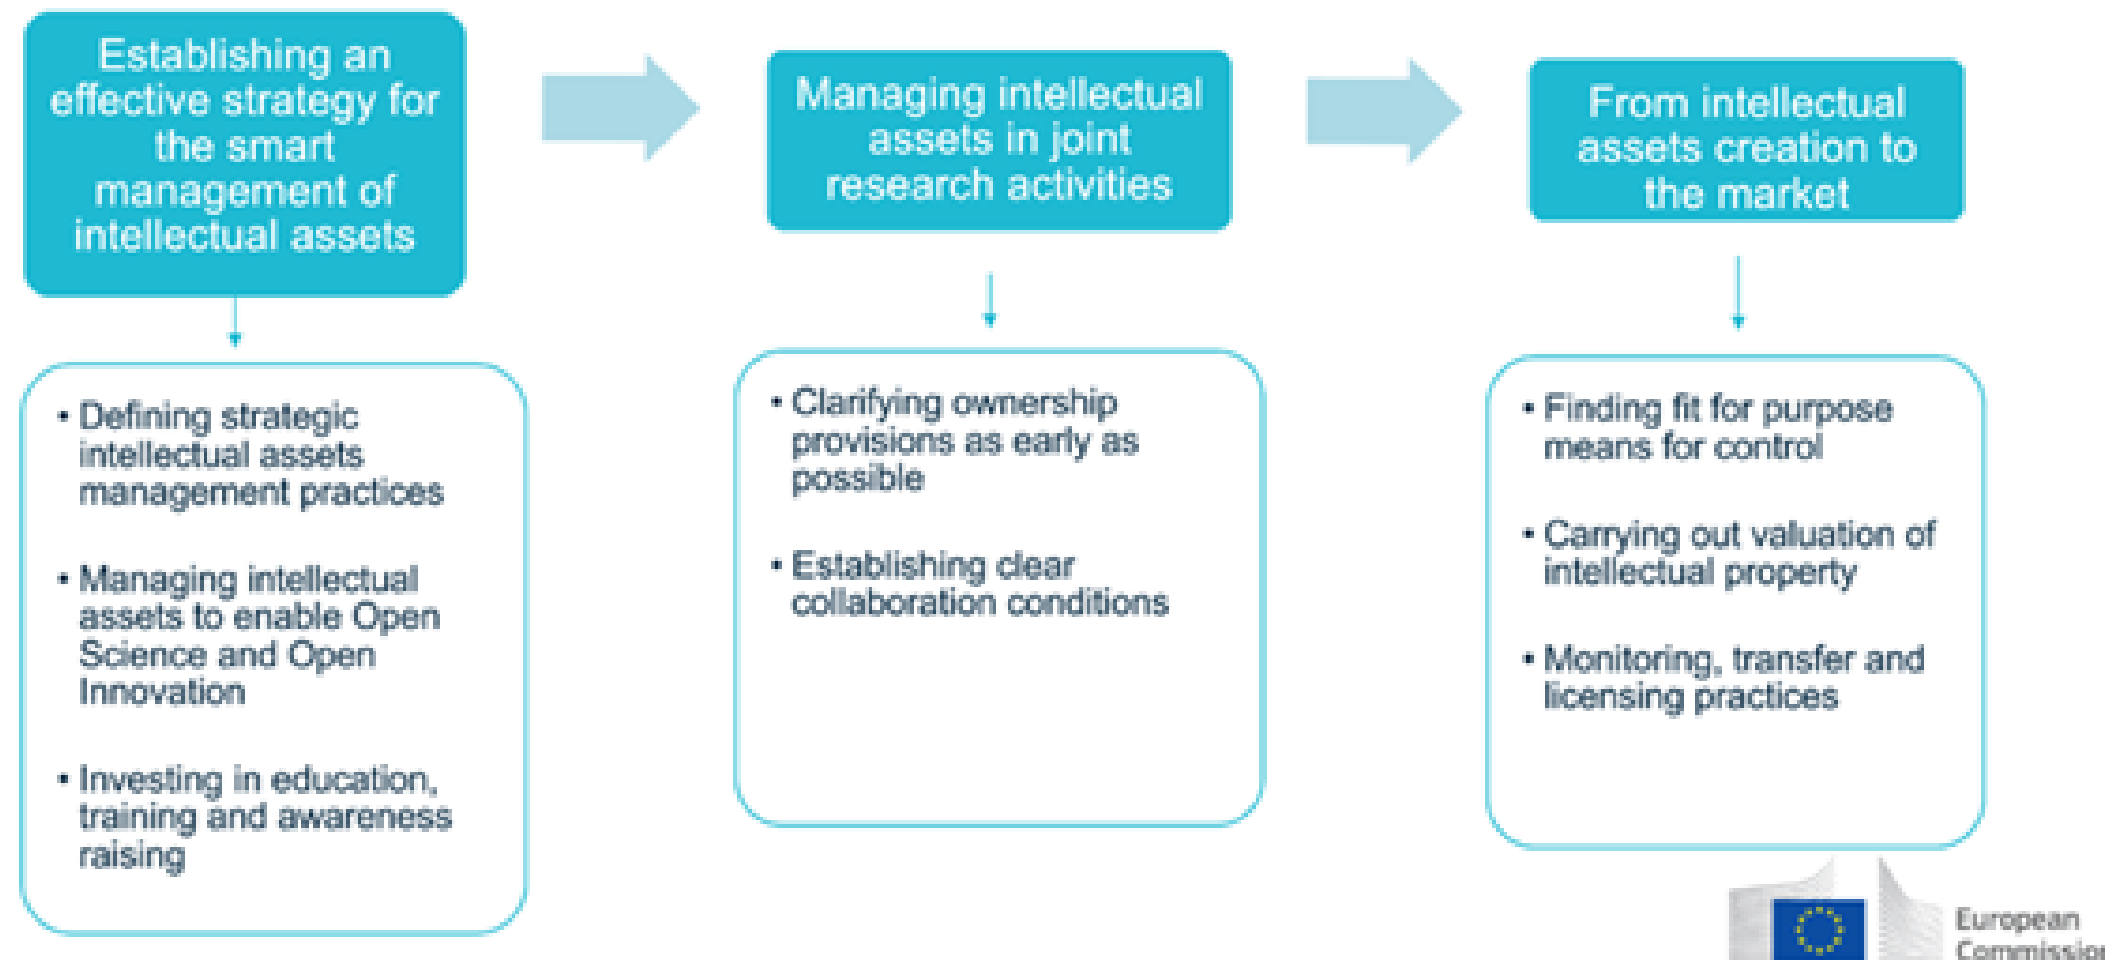 Establishing an
effective strategy for
the smart
management of
intellectual assets
Managing intellectual
assets in joint
research activities
From intellectual
assets creation to
the market
• Defining strategic
intellectual assets
management practices
• Managing intellectual
assets to enable Open
Science and Open
Innovation
• Investing in education,
training and awareness
raising
• Clarifying ownership
provisions as early as
possible
• Establishing clear
collaboration conditions
• Finding fit for purpose
means for control
• Carrying out valuation of
intellectual property
• Monitoring, transfer and
licensing practices
European
Commission